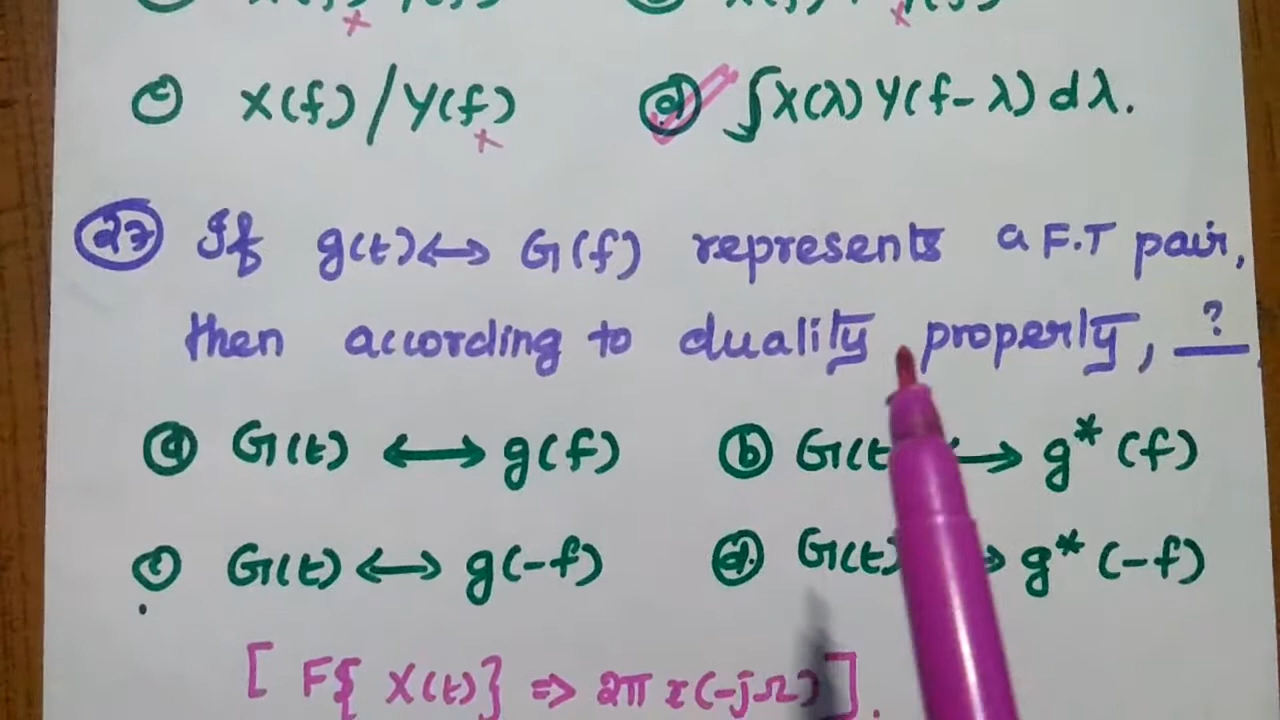 ⓒ X(f) / Y(f) ⓓ ∫X(λ) Y(f-λ) dλ.
㉗ If g(t)↔ G(f) represents a F.T pair,
then according to duality property, ?
ⓐ G(t) ↔ g(f) ⓑ G(t ↔ g*(f)
ⓒ G(t) ↔ g(-f) ⓓ G(t) ↔ g*(-f)
[ F{ X(t)} ⇒ 2π x(-jΩ) ].